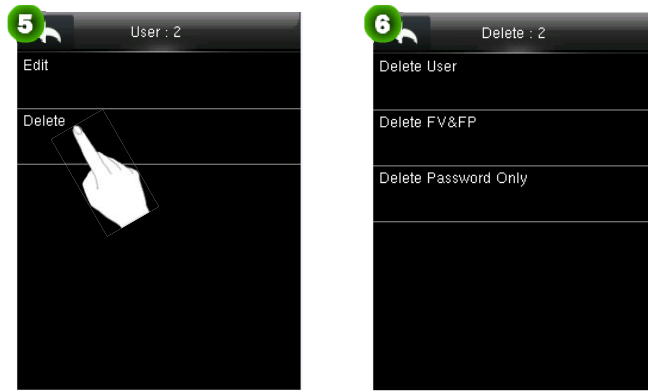 5
User : 2
Edit
Delete
6
Delete : 2
Delete User
Delete FV&FP
Delete Password Only